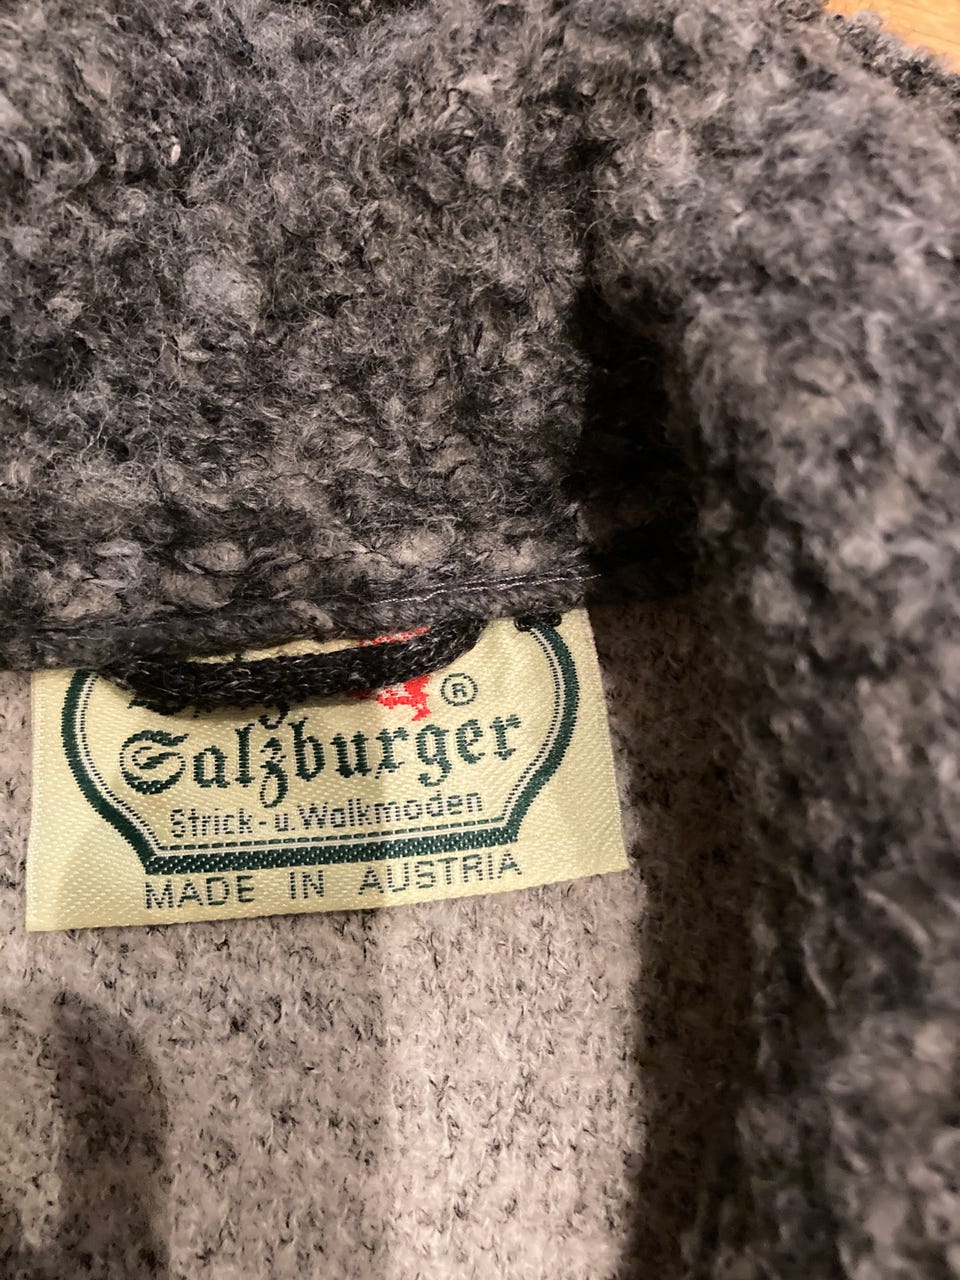 ®
Salzburger
Strick- u. Walkmoden
MADE IN AUSTRIA